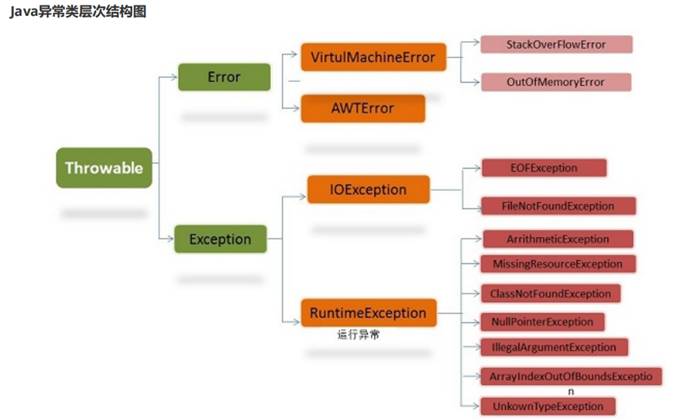 Java异常类层次结构图
Throwable
Error
VirtulMachineError
StackOverFlowError
OutOfMemoryError
AWTError
Exception
IOException
EOFException
FileNotFoundException
RuntimeException
运行异常
ArrithmeticException
MissingResourceException
ClassNotFoundException
NullPointerException
IllegalArgumentException
ArrayIndexOutOfBoundsExceptio
n
UnkownTypeException